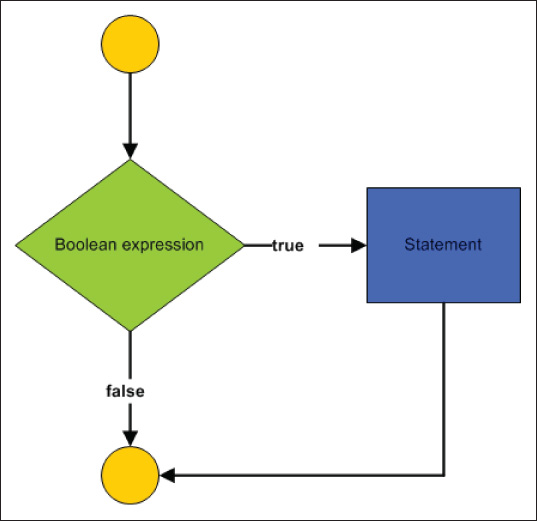 Boolean expression
true
Statement
false